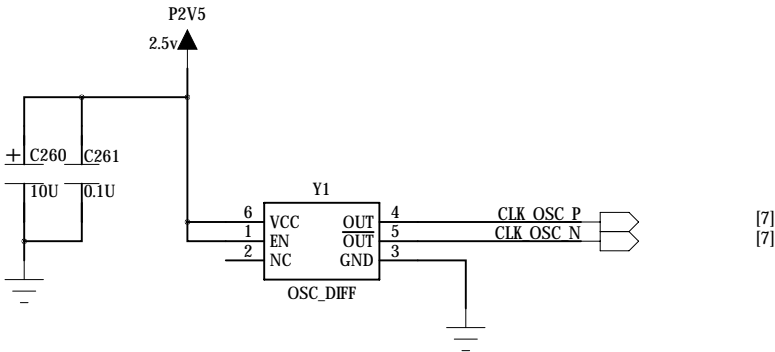 P2V5
2.5v
+ C260 C261
10U 0.1U
Y1
6 VCC OUT 4 CLK_OSC_P [7]
1 EN OUT 5 CLK_OSC_N [7]
2 NC GND 3
OSC_DIFF